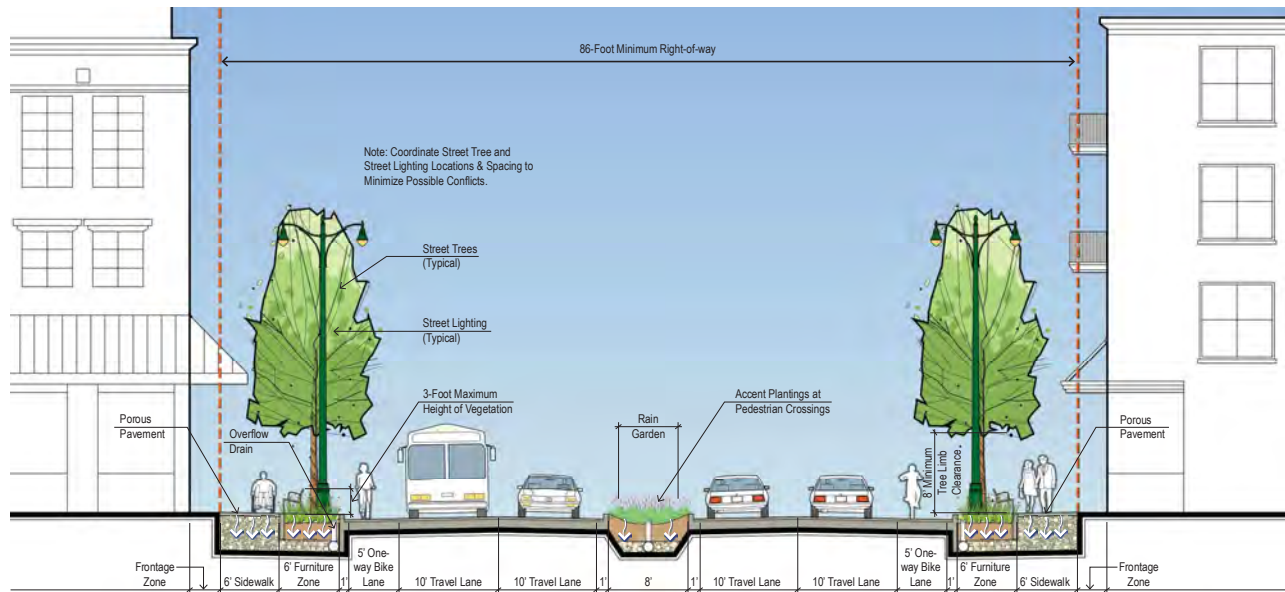 86-Foot Minimum Right-of-way
Note: Coordinate Street Tree and
Street Lighting Locations & Spacing to
Minimize Possible Conflicts.
Street Trees
(Typical)
Street Lighting
(Typical)
3-Foot Maximum
Height of Vegetation
Accent Plantings at
Pedestrian Crossings
Porous
Pavement
Overflow
Drain
Rain
Garden
8' Minimum
Tree Limb
Clearance
Porous
Pavement
Frontage
Zone
6' Sidewalk
6' Furniture
Zone
1'
5' One-
way Bike
Lane
10' Travel Lane
10' Travel Lane
1'
8'
1'
10' Travel Lane
10' Travel Lane
5' One-
way Bike
Lane
1'
6' Furniture
Zone
6' Sidewalk
Frontage
Zone